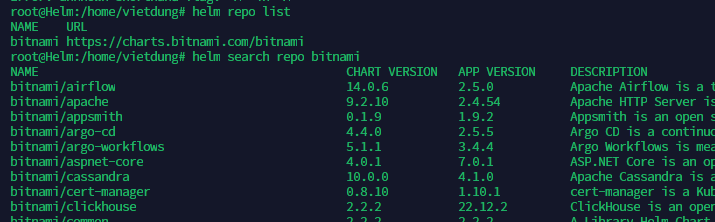 root@Helm:/home/vietdung# helm repo list
NAME URL
bitnami https://charts.bitnami.com/bitnami
root@Helm:/home/vietdung# helm search repo bitnami
NAME CHART VERSION APP VERSION DESCRIPTION
bitnami/airflow 14.0.6 2.5.0 Apache Airflow is a
bitnami/apache 9.2.10 2.4.54 Apache HTTP Server is
bitnami/appsmith 0.1.9 1.9.2 Appsmith is an open s
bitnami/argo-cd 4.4.0 2.5.5 Argo CD is a continuo
bitnami/argo-workflows 5.1.1 3.4.4 Argo Workflows is mea
bitnami/aspnet-core 4.0.1 7.0.1 ASP.NET Core is an op
bitnami/cassandra 10.0.0 4.1.0 Apache Cassandra is a
bitnami/cert-manager 0.8.10 1.10.1 cert-manager is a Kub
bitnami/clickhouse 2.2.2 22.12.2 ClickHouse is an open
bitnami/common 2.2.2 2.2.2 A Library Helm Chart